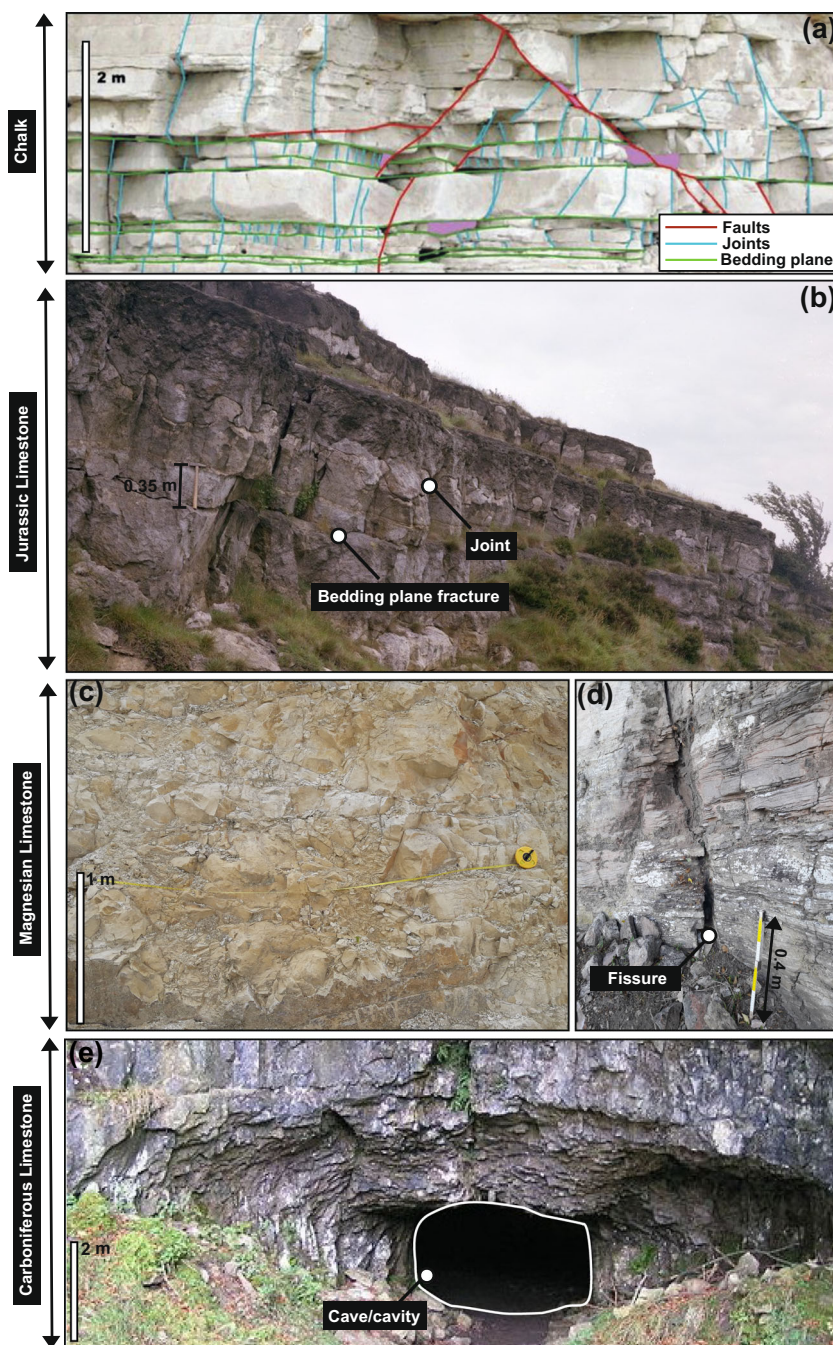 Chalk
(a)
2 m
Faults
Joints
Bedding plane
Jurassic Limestone
(b)
0.35 m
Joint
Bedding plane fracture
Magnesian Limestone
(c)
1 m
(d)
Fissure
0.4 m
Carboniferous Limestone
(e)
2 m
Cave/cavity